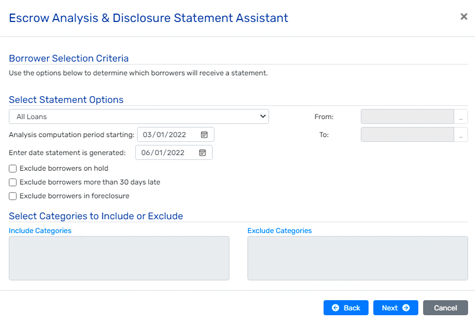 Escrow Analysis & Disclosure Statement Assistant
Borrower Selection Criteria
Use the options below to determine which borrowers will receive a statement.
Select Statement Options
All Loans
From:
...
Analysis computation period starting: 03/01/2022
To:
...
Enter date statement is generated: 06/01/2022
Exclude borrowers on hold
Exclude borrowers more than 30 days late
Exclude borrowers in foreclosure
Select Categories to Include or Exclude
Include Categories
Exclude Categories
Back
Next
Cancel